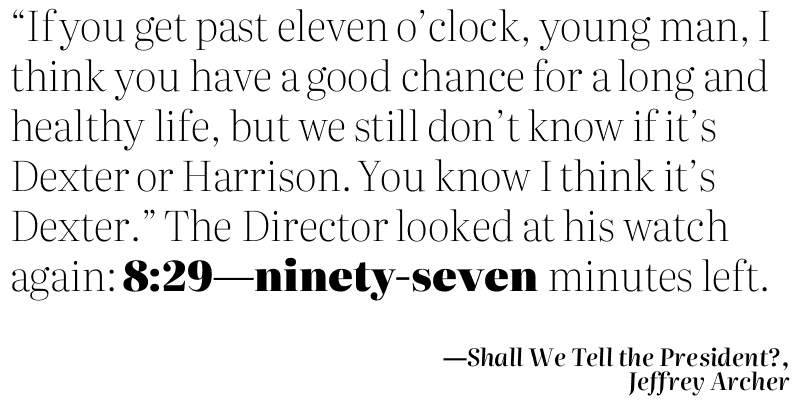 “If you get past eleven o’clock, young man, I
think you have a good chance for a long and
healthy life, but we still don’t know if it’s
Dexter or Harrison. You know I think it’s
Dexter.” The Director looked at his watch
again: 8:29—ninety-seven minutes left.
—Shall We Tell the President?,
Jeffrey Archer